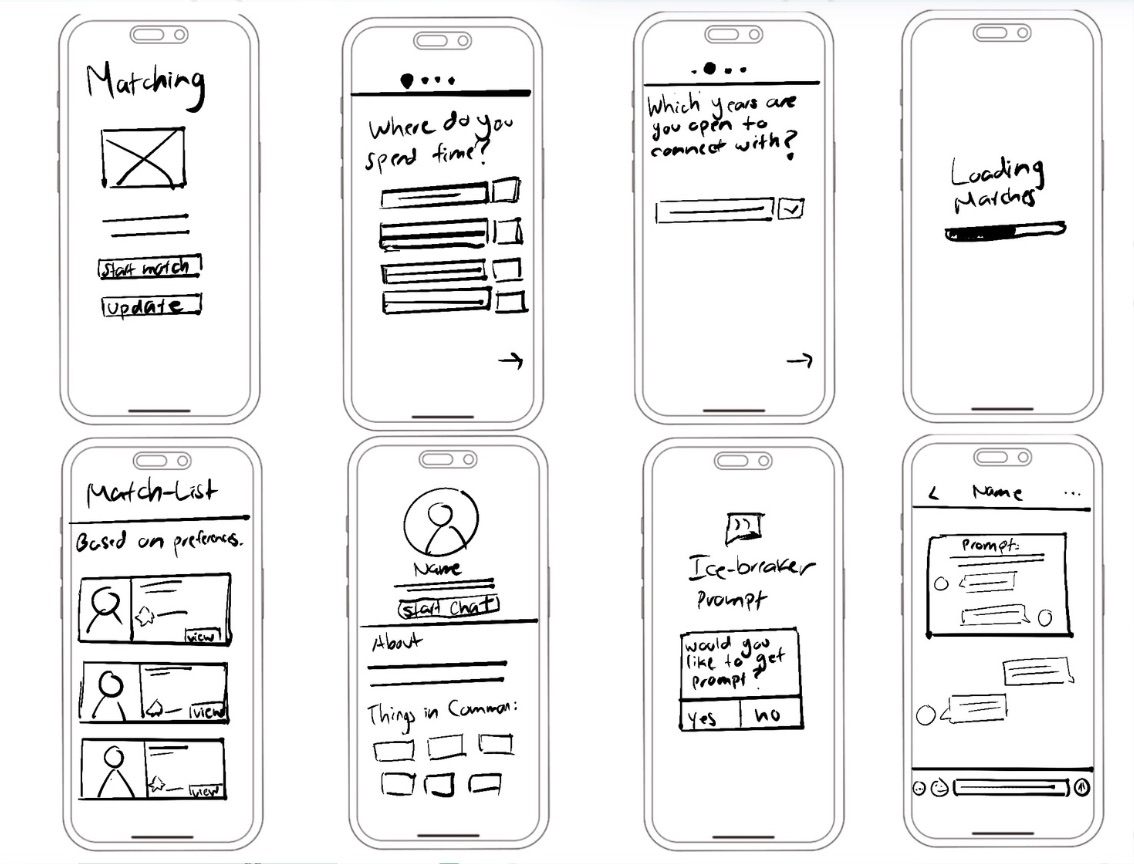 Matching
Start match
update
Where do you
spend time?
Which years are
you open to
connect with?
Loading
Matches
Match-List
Based on preferences.
view
view
view
Name
start chat
About
Things in Common:
Ice-breaker
Prompt
would you
like to get
prompt?
yes
no
Name
Prompt: